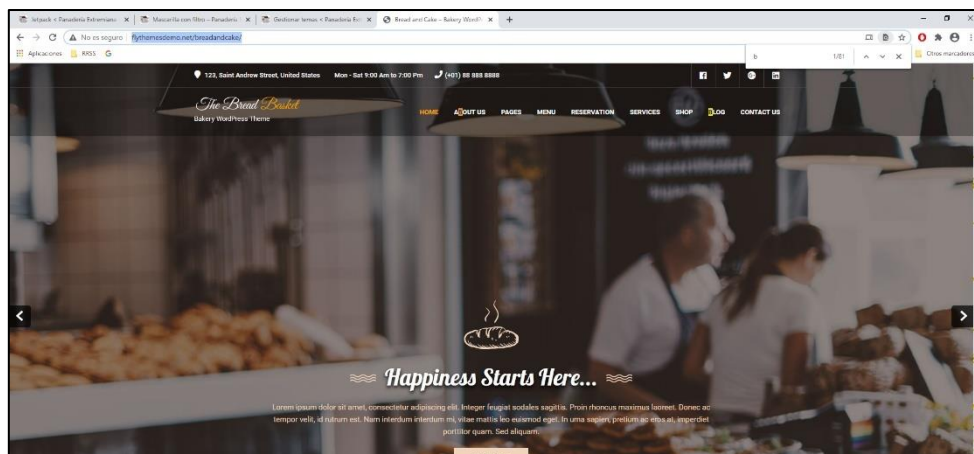 Jetpack < Panadería Extremiana
Mascarilla con filtro – Panadería
Gestionar temas < Panadería Ext
Bread and Cake – Bakery WordP
No es seguro | flythemesdemo.net/breadandcake/
Aplicaciones RRSS
Otros marcadores
b 1/81
123, Saint Andrew Street, United States Mon - Sat 9:00 Am to 7:00 Pm (+01) 88 888 8888
The Bread Basket
Bakery WordPress Theme
HOME ABOUT US PAGES MENU RESERVATION SERVICES SHOP BLOG CONTACT US
Happiness Starts Here...
Lorem ipsum dolor sit amet, consectetur adipiscing elit. Integer feugiat sodales sagittis. Proin rhoncus maximus laoreet. Donec ac
tempor velit, id rutrum est. Nam interdum interdum mi, vitae mattis leo euismod eget. In urna sapien, pretium ac eros at, imperdiet
porttitor quam. Sed aliquam.